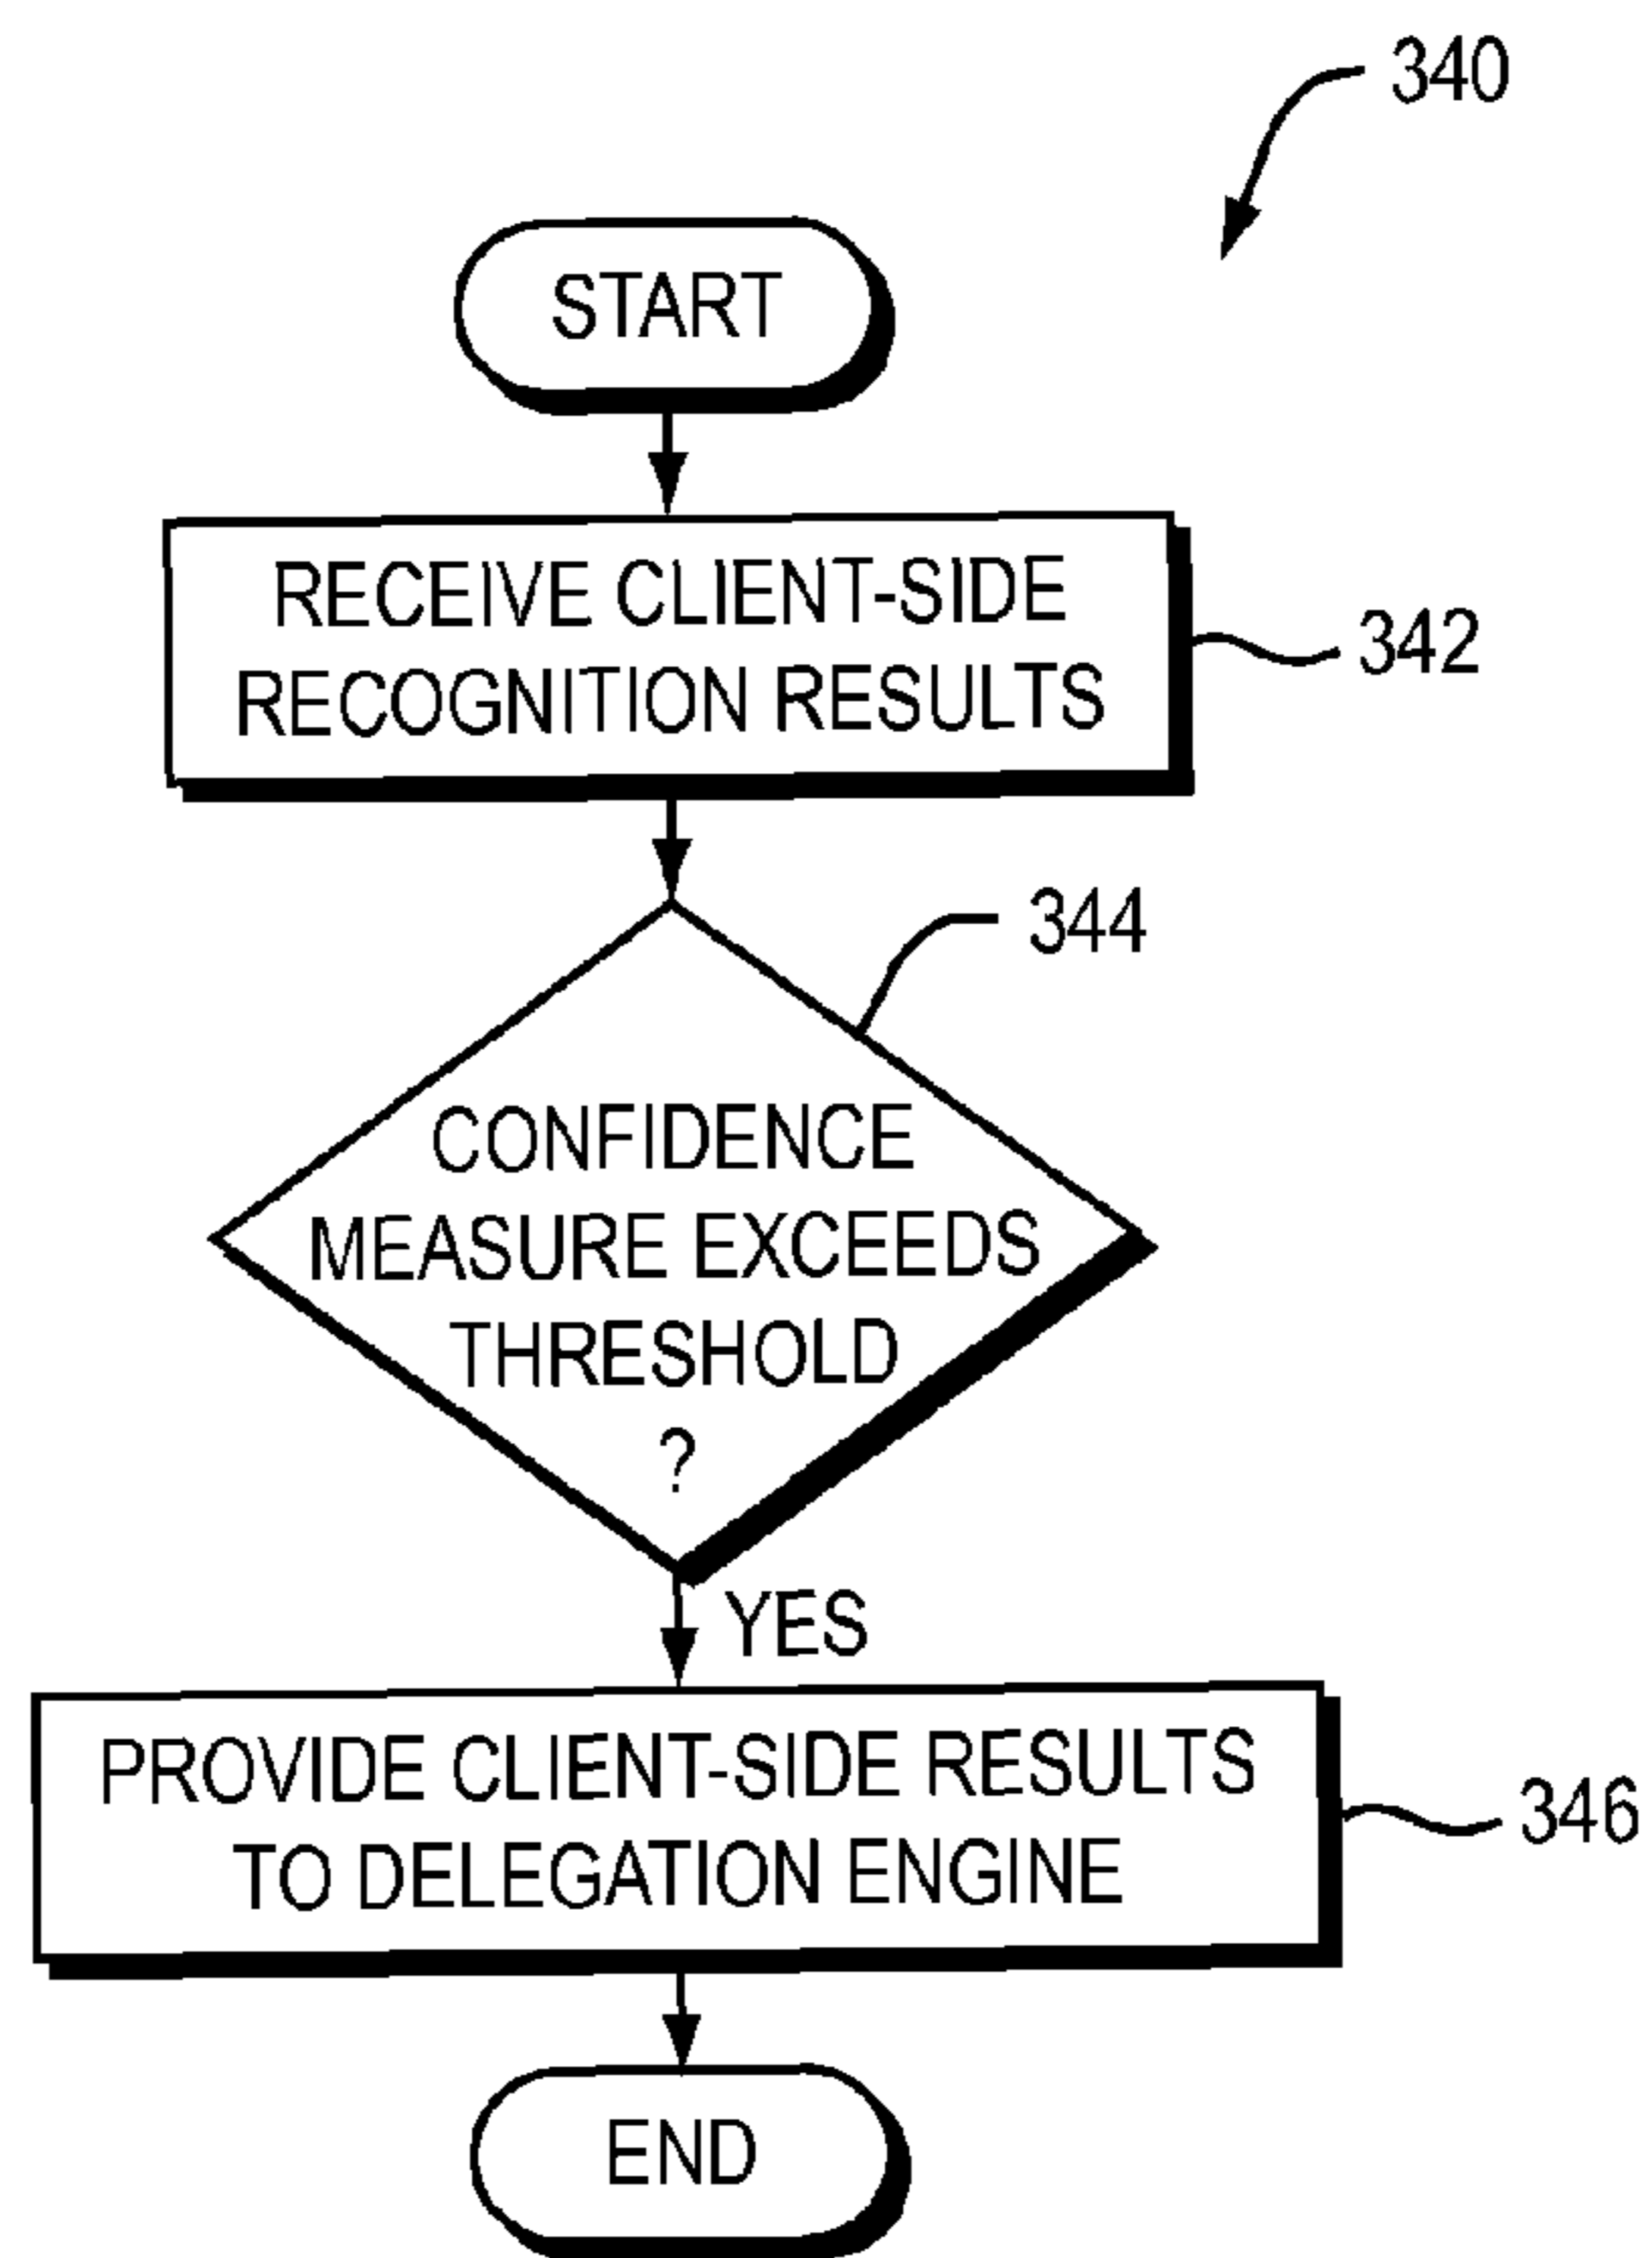 340
START
RECEIVE CLIENT-SIDE
RECOGNITION RESULTS
342
344
CONFIDENCE
MEASURE EXCEEDS
THRESHOLD
?
YES
PROVIDE CLIENT-SIDE RESULTS
TO DELEGATION ENGINE
346
END